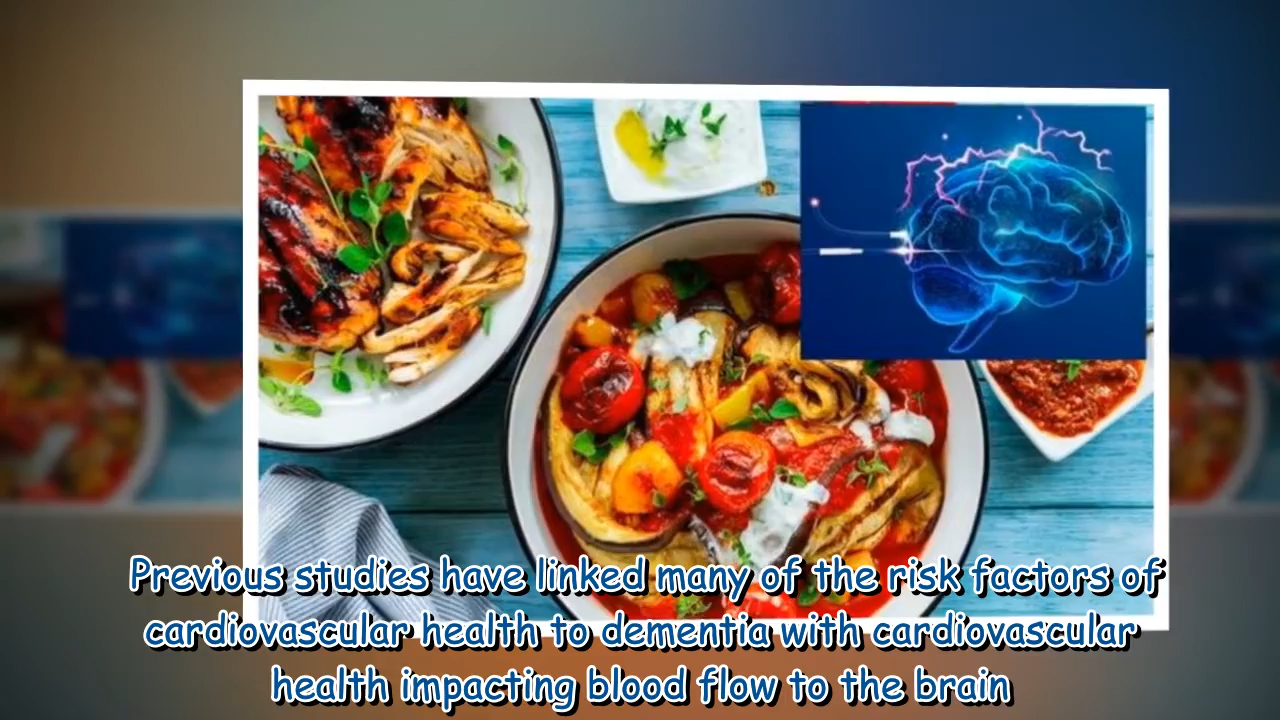 Previous studies have linked many of the risk factors of
cardiovascular health to dementia with cardiovascular
health impacting blood flow to the brain